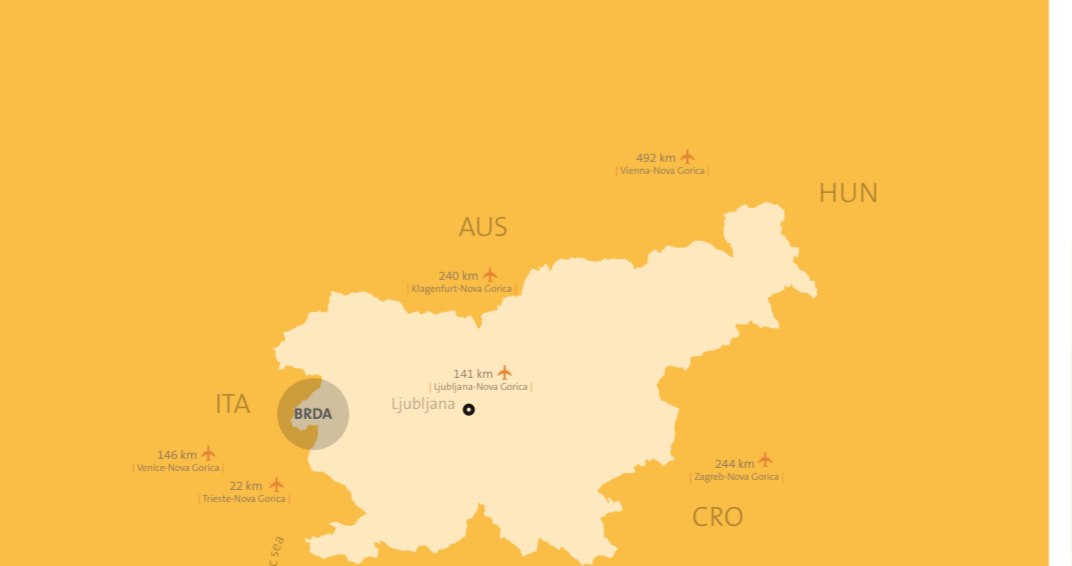 492 km
| Vienna-Nova Gorica |
HUN
AUS
240 km
| Klagenfurt-Nova Gorica |
141 km
| Ljubljana-Nova Gorica |
Ljubljana
ITA
BRDA
146 km
| Venice-Nova Gorica |
244 km
| Zagreb-Nova Gorica |
22 km
| Trieste-Nova Gorica |
CRO
c sea